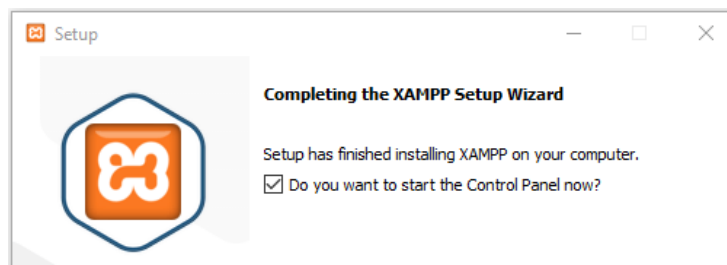 Setup
Completing the XAMPP Setup Wizard
Setup has finished installing XAMPP on your computer.
Do you want to start the Control Panel now?